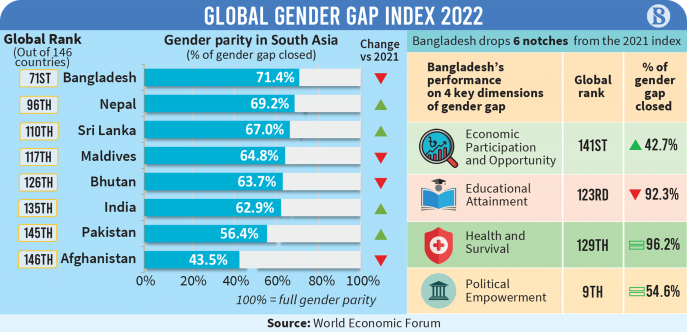 GLOBAL GENDER GAP INDEX 2022
Global Rank
(Out of 146
countries)
Gender parity in South Asia
(% of gender gap closed)
Change
vs 2021
71ST Bangladesh 71.4%
96TH Nepal 69.2%
110TH Sri Lanka 67.0%
117TH Maldives 64.8%
126TH Bhutan 63.7%
135TH India 62.9%
145TH Pakistan 56.4%
146TH Afghanistan 43.5%
0% 20% 40% 60% 80% 100%
100% = full gender parity
Bangladesh drops 6 notches from the 2021 index
Bangladesh's
performance
on 4 key dimensions
of gender gap
Global
rank
% of
gender
gap
closed
Economic
Participation
and Opportunity
141ST
42.7%
Educational
Attainment
123RD
92.3%
Health and
Survival
129TH
96.2%
Political
Empowerment
9TH
54.6%
Source: World Economic Forum